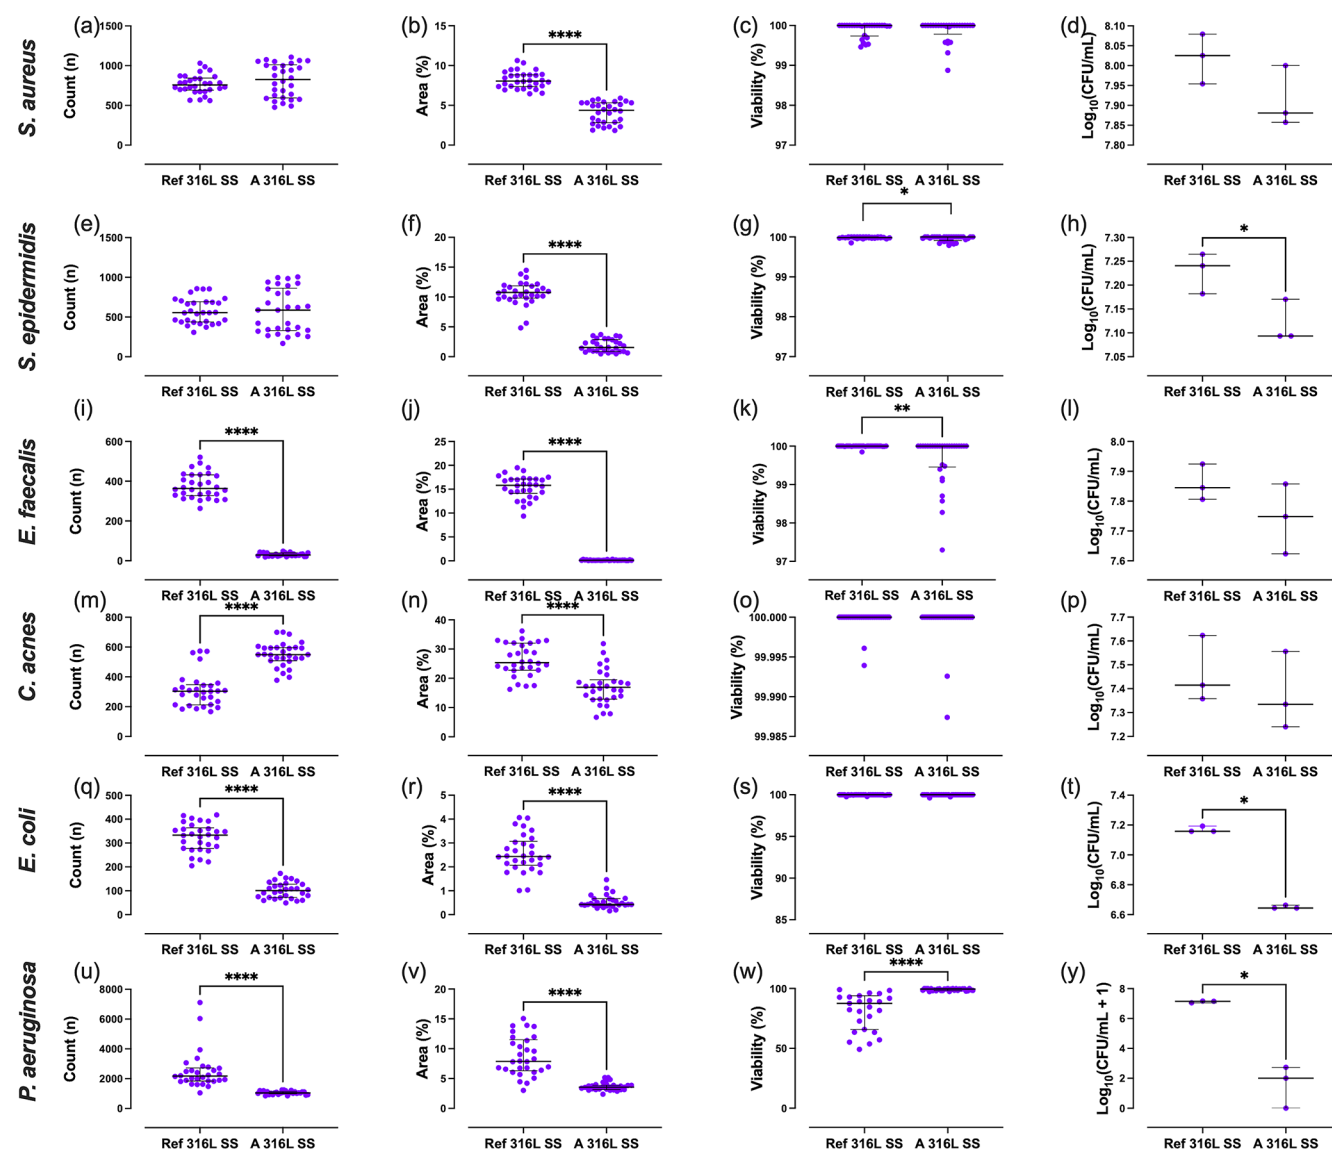 S. aureus
(a)
Count (n)
1500
1000
500
0
Ref 316L SS A 316L SS
(b)
Area (%)
15
10
5
0
****
Ref 316L SS A 316L SS
(c)
Viability (%)
100
99
98
97
Ref 316L SS A 316L SS
(d)
Log10(CFU/mL)
8.10
8.05
8.00
7.95
7.90
7.85
7.80
Ref 316L SS A 316L SS
S. epidermidis
(e)
Count (n)
1500
1000
500
0
Ref 316L SS A 316L SS
(f)
Area (%)
20
15
10
5
0
****
Ref 316L SS A 316L SS
(g)
Viability (%)
100
99
98
97
*
Ref 316L SS A 316L SS
(h)
Log10(CFU/mL)
7.30
7.25
7.20
7.15
7.10
7.05
*
Ref 316L SS A 316L SS
E. faecalis
(i)
Count (n)
600
400
200
0
****
Ref 316L SS A 316L SS
(j)
Area (%)
25
20
15
10
5
0
****
Ref 316L SS A 316L SS
(k)
Viability (%)
100
99
98
97
**
Ref 316L SS A 316L SS
(l)
Log10(CFU/mL)
8.0
7.9
7.8
7.7
7.6
Ref 316L SS A 316L SS
C. acnes
(m)
Count (n)
800
600
400
200
0
****
Ref 316L SS A 316L SS
(n)
Area (%)
40
30
20
10
0
****
Ref 316L SS A 316L SS
(o)
Viability (%)
100.000
99.995
99.990
99.985
Ref 316L SS A 316L SS
(p)
Log10(CFU/mL)
7.7
7.6
7.5
7.4
7.3
7.2
Ref 316L SS A 316L SS
E. coli
(q)
Count (n)
500
400
300
200
100
0
****
Ref 316L SS A 316L SS
(r)
Area (%)
5
4
3
2
1
0
****
Ref 316L SS A 316L SS
(s)
Viability (%)
100
95
90
85
Ref 316L SS A 316L SS
(t)
Log10(CFU/mL)
7.4
7.2
7.0
6.8
6.6
*
Ref 316L SS A 316L SS
P. aeruginosa
(u)
Count (n)
8000
6000
4000
2000
0
****
Ref 316L SS A 316L SS
(v)
Area (%)
20
15
10
5
0
****
Ref 316L SS A 316L SS
(w)
Viability (%)
100
50
0
****
Ref 316L SS A 316L SS
(y)
Log10(CFU/mL + 1)
8
6
4
2
0
*
Ref 316L SS A 316L SS